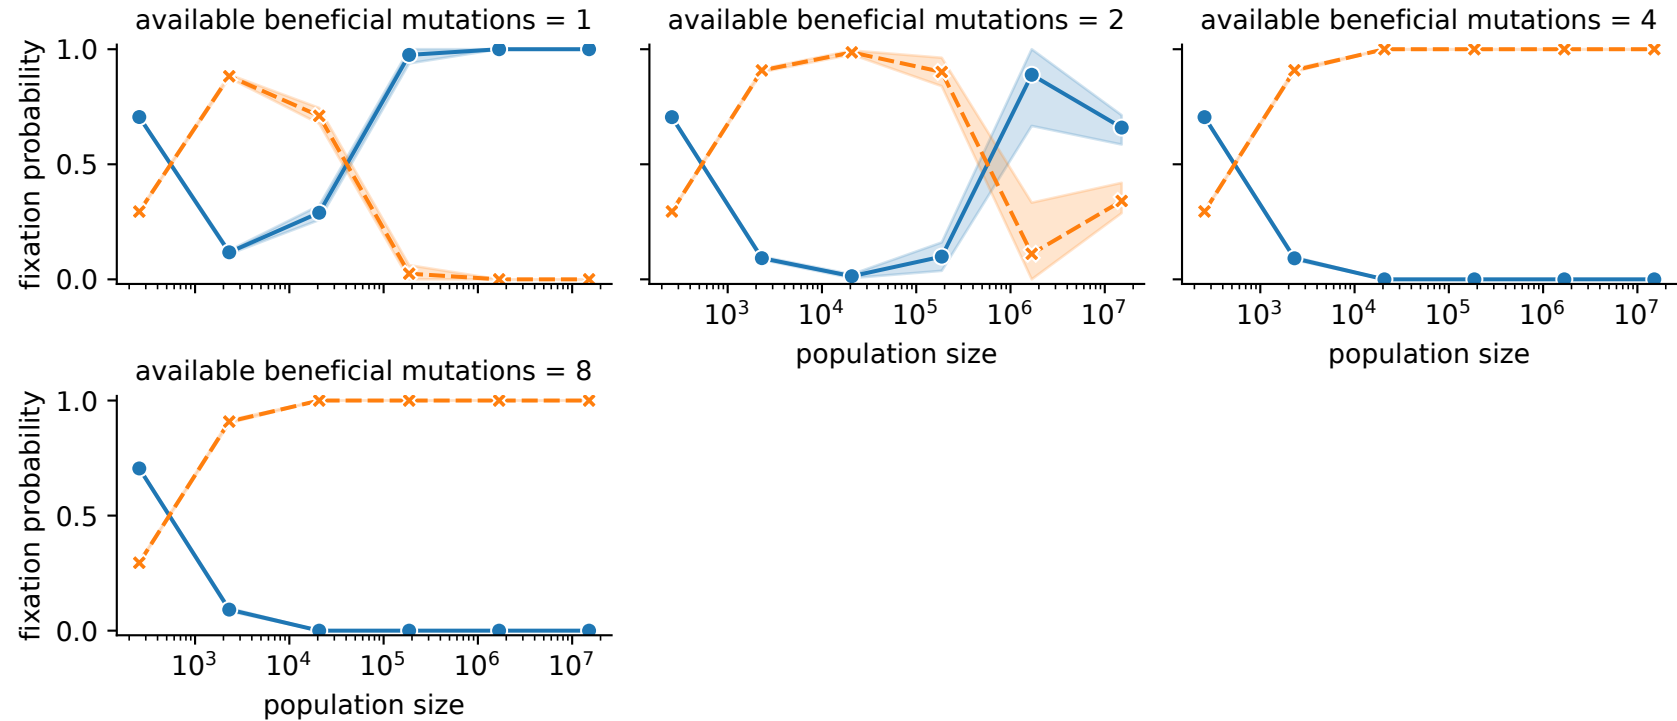 available beneficial mutations = 1
available beneficial mutations = 2
available beneficial mutations = 4
fixation probability
1.0
0.5
0.0
10³ 10⁴ 10⁵ 10⁶ 10⁷
population size
10³ 10⁴ 10⁵ 10⁶ 10⁷
population size
available beneficial mutations = 8
fixation probability
1.0
0.5
0.0
10³ 10⁴ 10⁵ 10⁶ 10⁷
population size